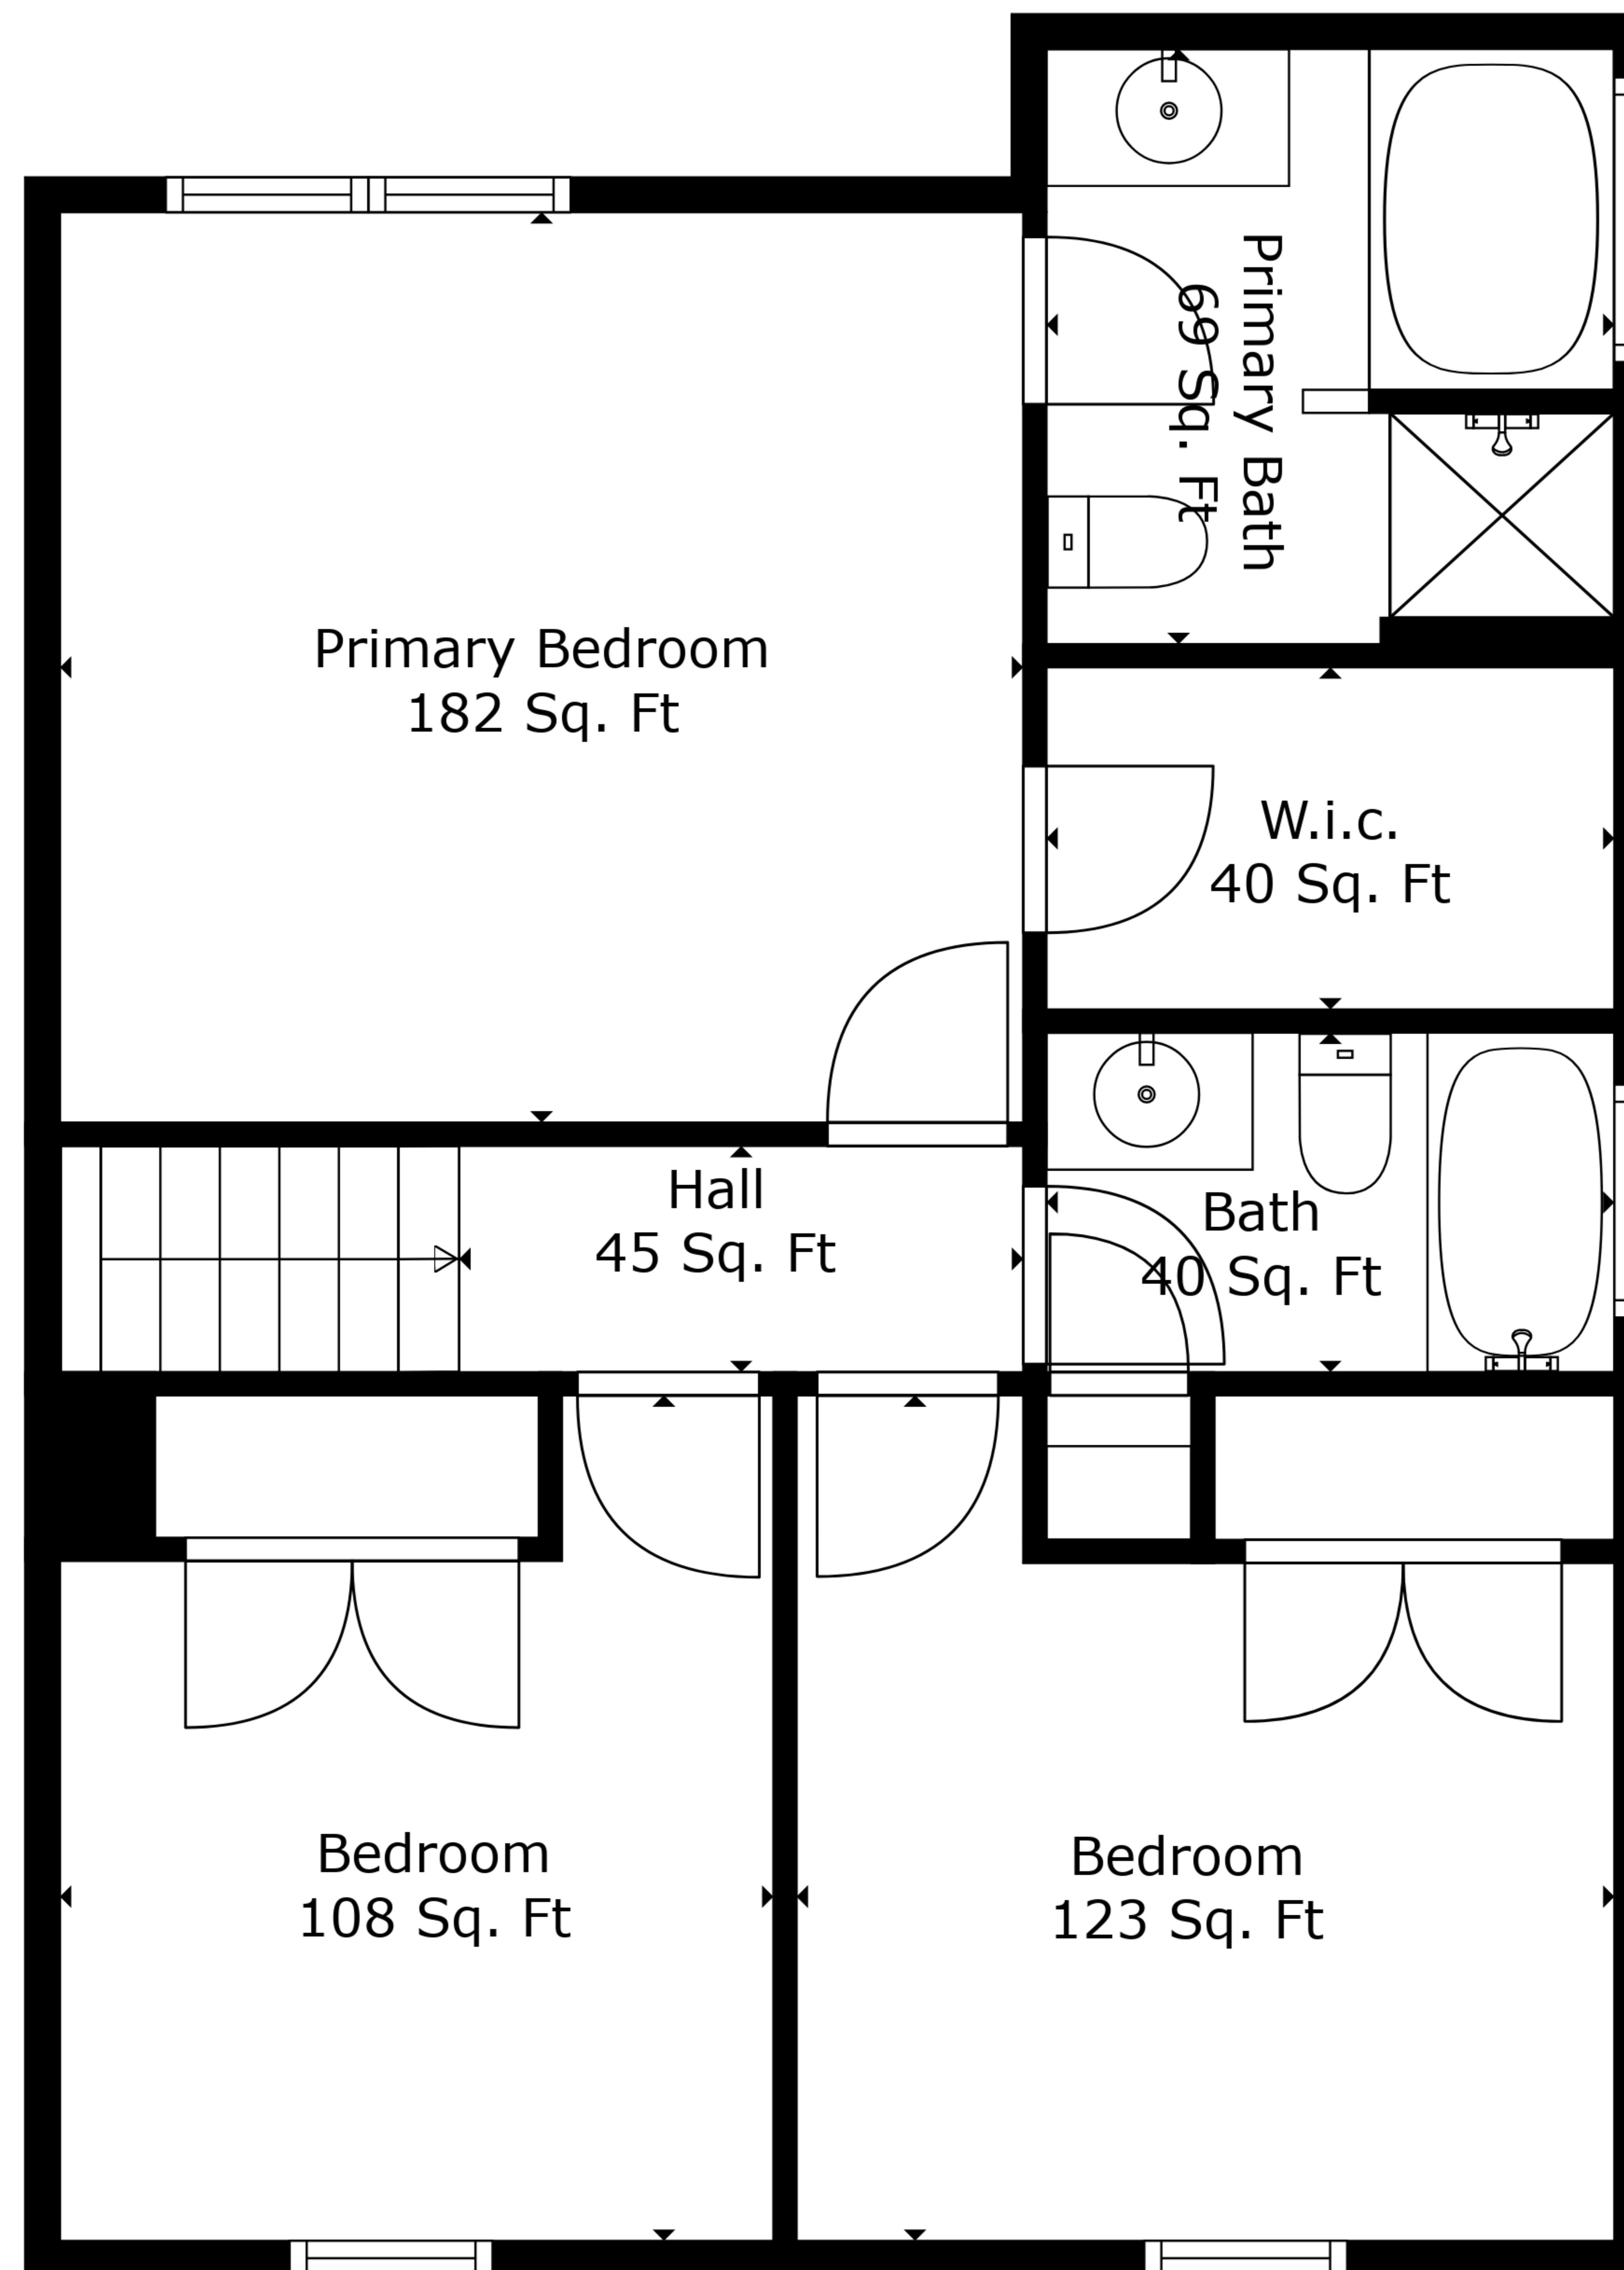 Primary Bath
69 Sq. Ft
Primary Bedroom
182 Sq. Ft
W.i.c.
40 Sq. Ft
Hall
45 Sq. Ft
Bath
40 Sq. Ft
Bedroom
108 Sq. Ft
Bedroom
123 Sq. Ft